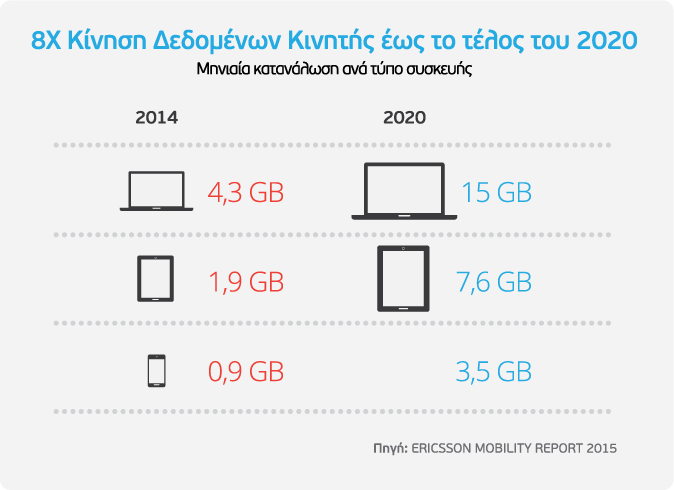 8X Κίνηση Δεδομένων Κινητής έως το τέλος του 2020
Μηνιαία κατανάλωση ανά τύπο συσκευής
2014 2020
4,3 GB 15 GB
1,9 GB 7,6 GB
0,9 GB 3,5 GB
Πηγή: ERICSSON MOBILITY REPORT 2015